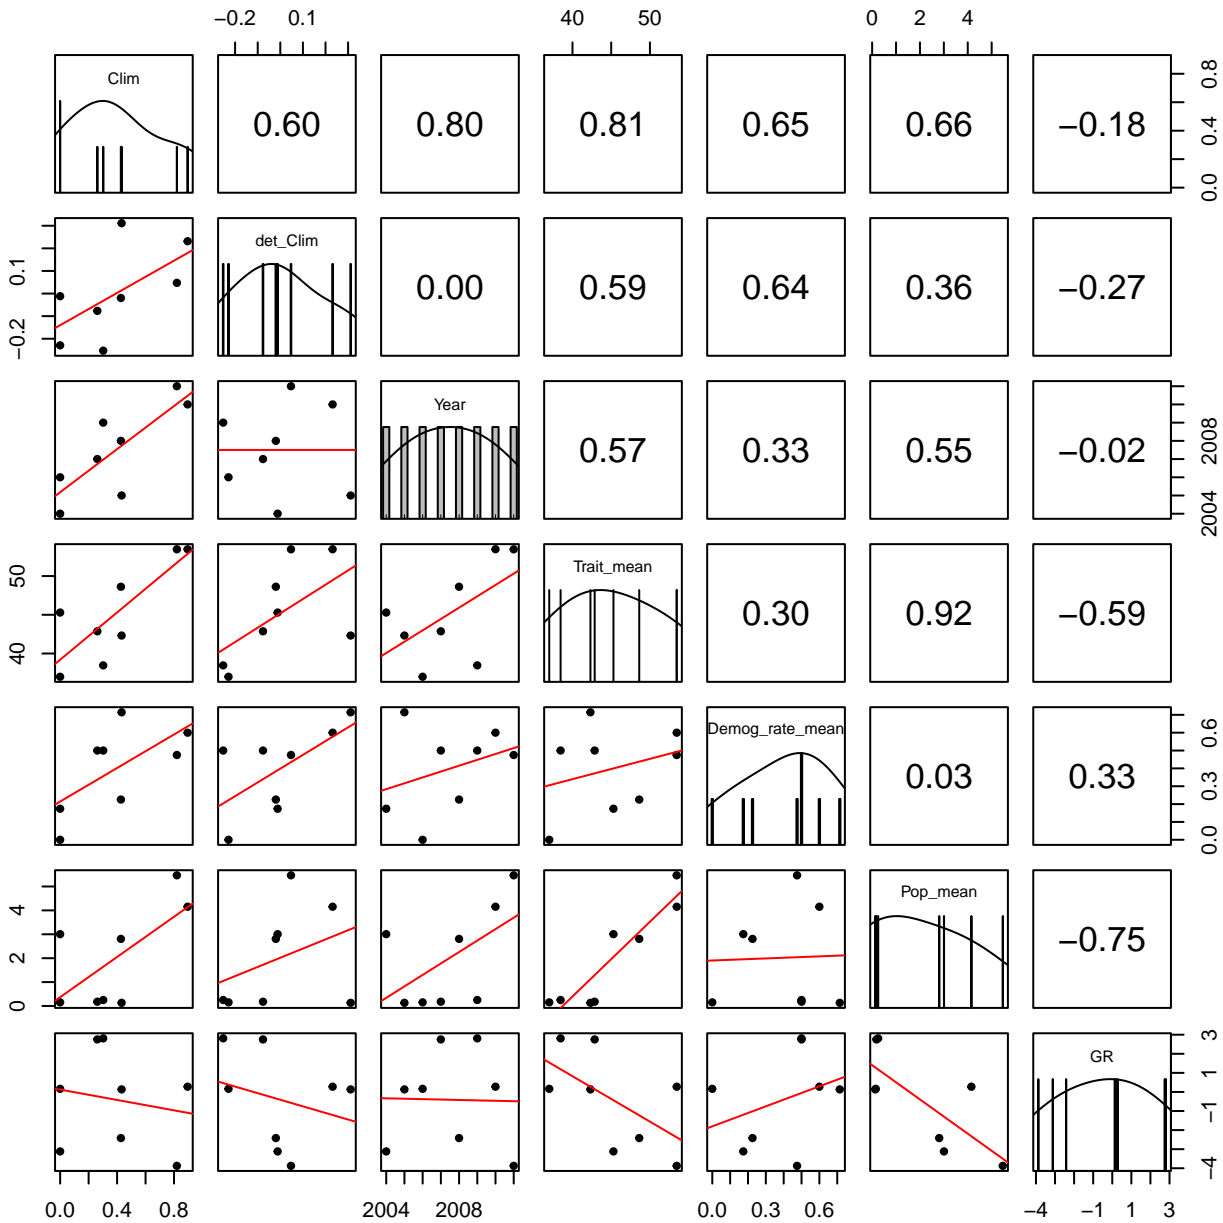 −0.2 0.1 40 50 0 2 4
Clim 0.60 0.80 0.81 0.65 0.66 −0.18 0.0 0.4 0.8
−0.2 0.1 det_Clim 0.00 0.59 0.64 0.36 −0.27
Year 0.57 0.33 0.55 −0.02 2004 2008
40 50 Trait_mean 0.30 0.92 −0.59
Demog_rate_mean 0.03 0.33 0.0 0.3 0.6
0 2 4 Pop_mean −0.75
GR −4 −1 1 3
0.0 0.4 0.8 2004 2008 0.0 0.6 −4 −1 1 3